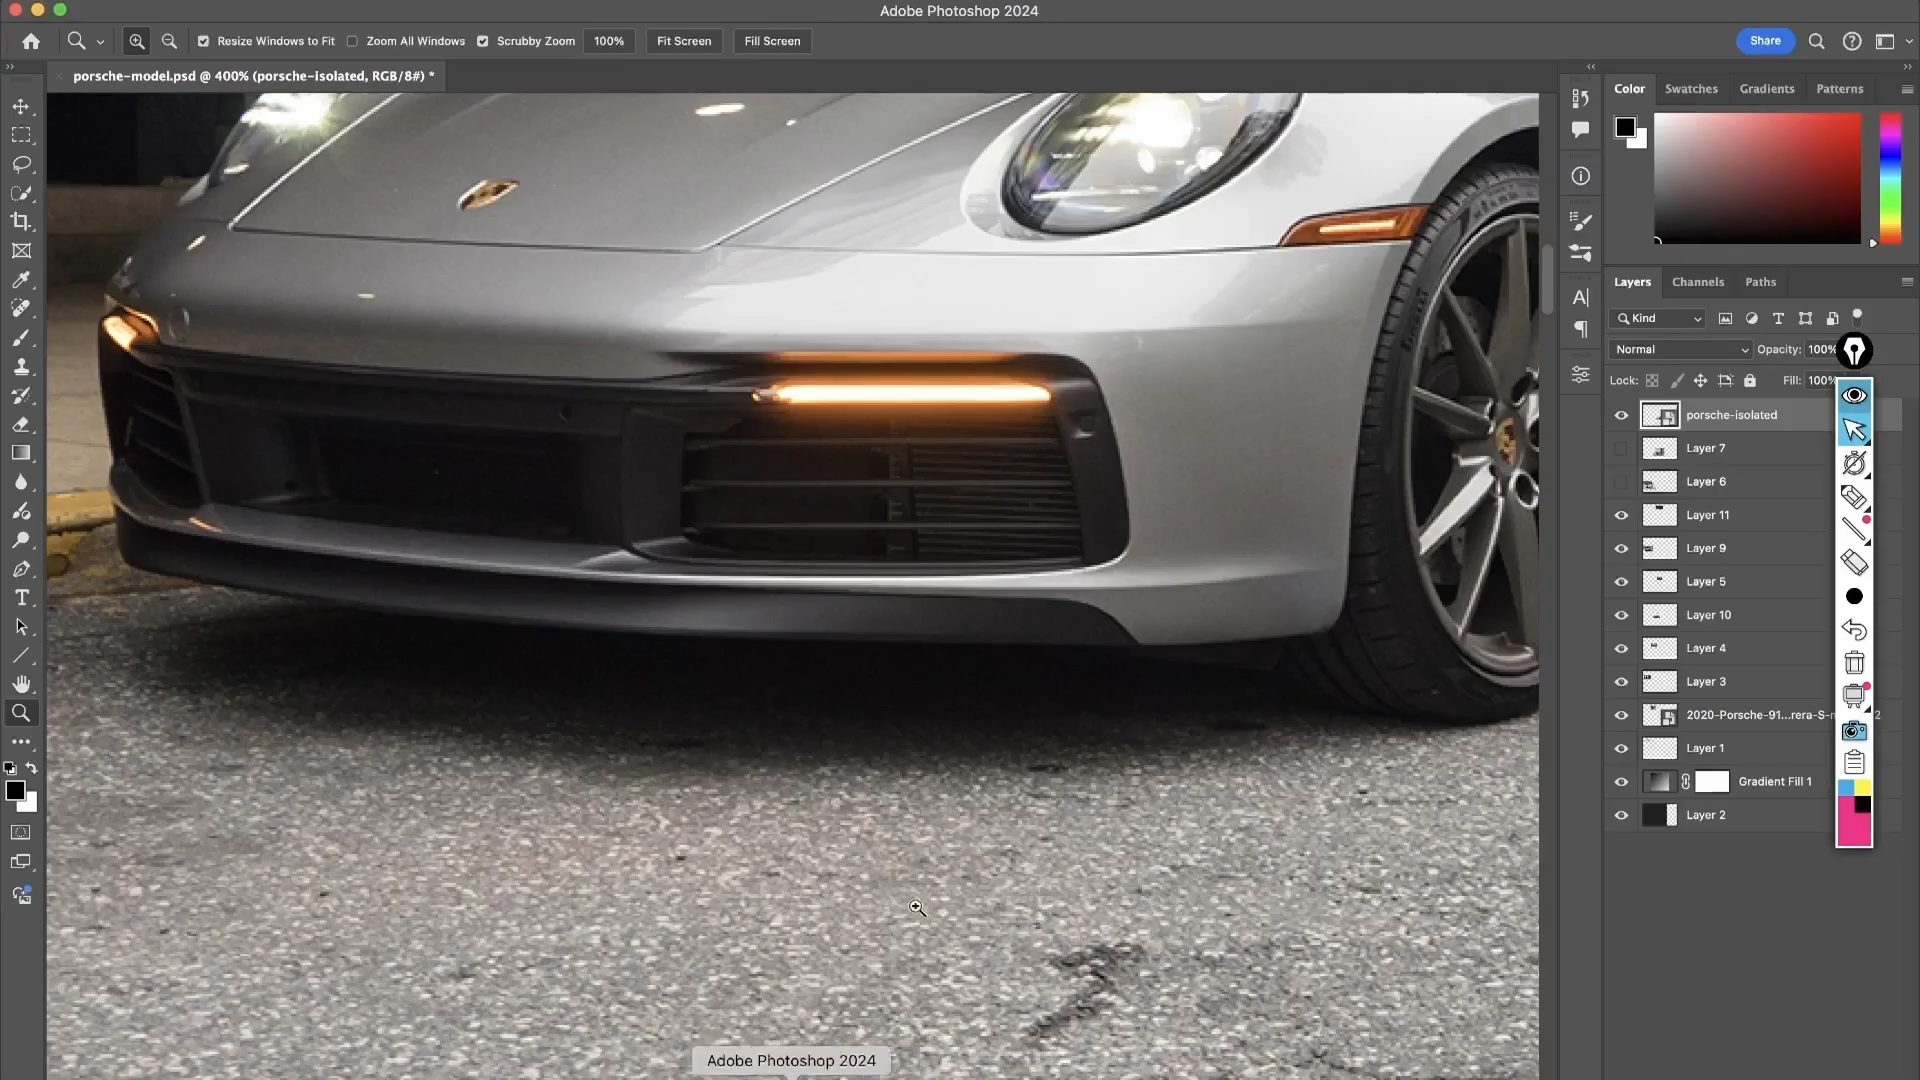 Adobe Photoshop 2024
Resize Windows to Fit
Zoom All Windows
Scrubby Zoom
100%
Fit Screen
Fill Screen
Share
porsche-model.psd @ 400% (porsche-isolated, RGB/8#) *
Color
Swatches
Gradients
Patterns
Layers
Channels
Paths
Kind
Normal
Opacity: 100%
Lock:
Fill: 100%
porsche-isolated
Layer 7
Layer 6
Layer 11
Layer 9
Layer 5
Layer 10
Layer 4
Layer 3
2020-Porsche-91...rera-S-
Layer 1
Gradient Fill 1
Layer 2
Adobe Photoshop 2024